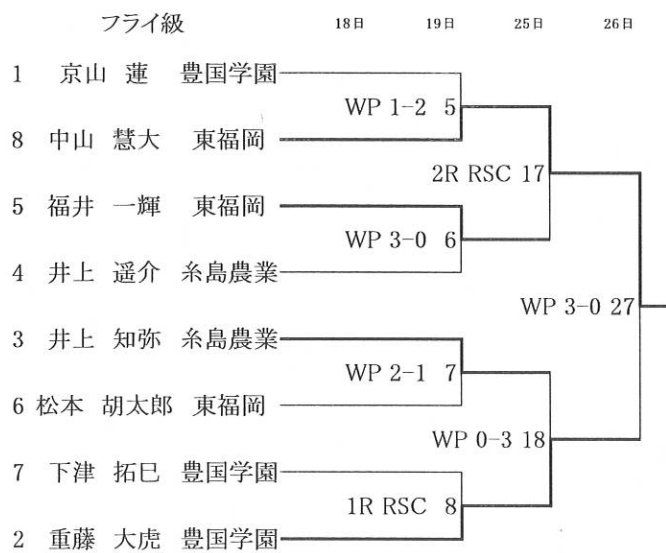 フライ級 18日 19日 25日 26日
1 京山 蓮 豊国学園
WP 1-2 5
8 中山 慧大 東福岡
2R RSC 17
5 福井 一輝 東福岡
WP 3-0 6
4 井上 遥介 糸島農業
WP 3-0 27
3 井上 知弥 糸島農業
WP 2-1 7
6 松本 胡太郎 東福岡
WP 0-3 18
7 下津 拓巳 豊国学園
1R RSC 8
2 重藤 大虎 豊国学園